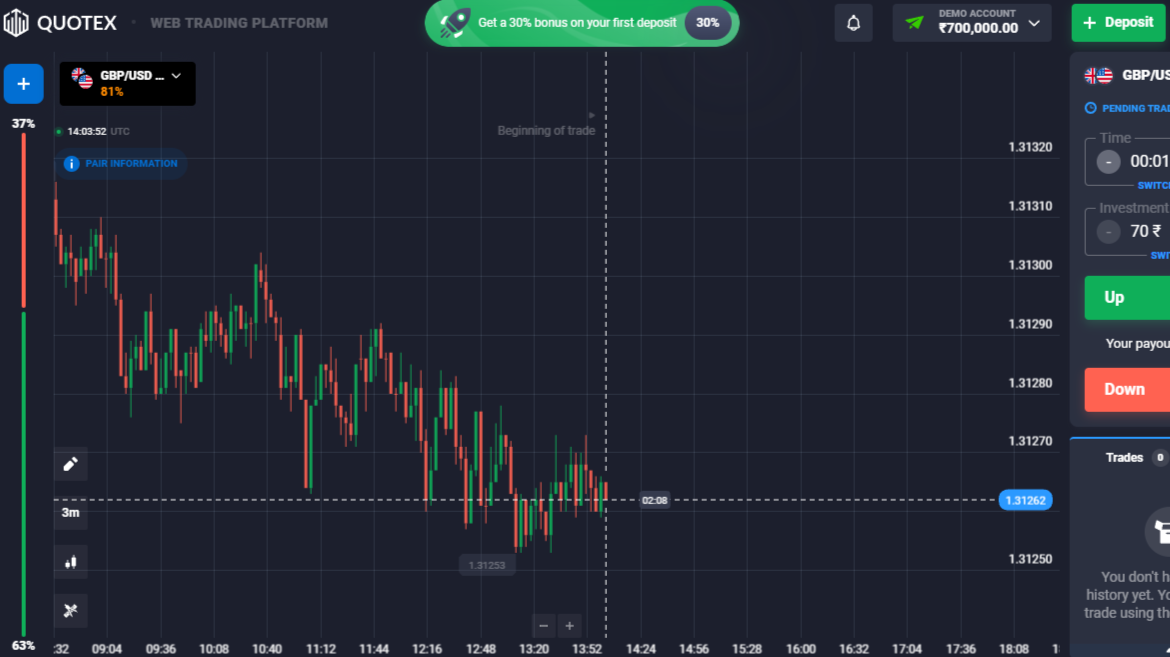 QUOTEX
WEB TRADING PLATFORM
Get a 30% bonus on your first deposit
30%
DEMO ACCOUNT
₹700,000.00
+ Deposit
+
GBP/USD ...
81%
37%
14:03:52 UTC
i PAIR INFORMATION
Beginning of trade
1.31320
1.31310
1.31300
1.31290
1.31280
1.31270
1.31262
1.31250
02:08
1.31253
3m
63%
− +
:32 09:04 09:36 10:08 10:40 11:12 11:44 12:16 12:48 13:20 13:52 14:24 14:56 15:28 16:00 16:32 17:04 17:36 18:08 1
GBP/US
PENDING TRA
Time
- 00:01
SWITC
Investment
- 70 ₹
SWI
Up
Your payou
Down
Trades 0
You don't h
history yet. Yo
trade using th